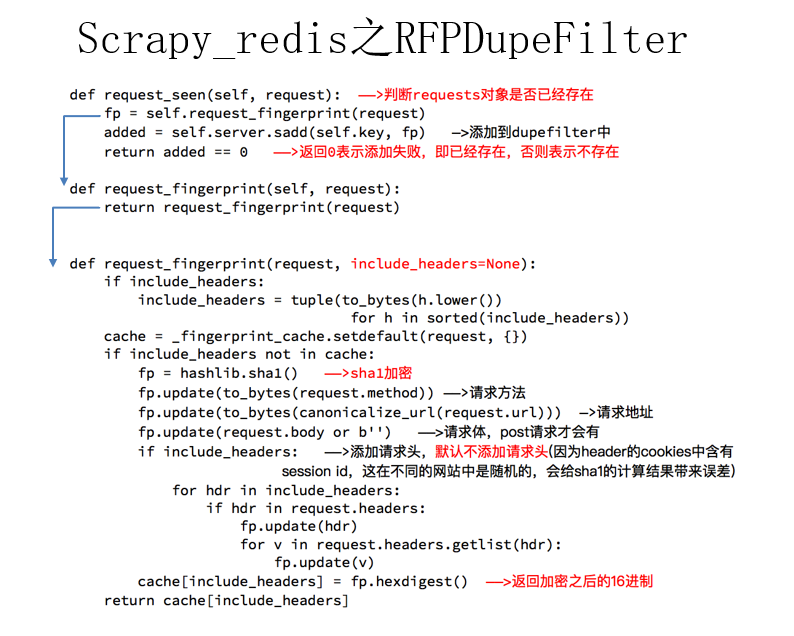 Scrapy_redis之RFPDupeFilter
def request_seen(self, request): ——>判断requests对象是否已经存在
fp = self.request_fingerprint(request)
added = self.server.sadd(self.key, fp) —>添加到dupefilter中
return added == 0 ——>返回0表示添加失败，即已经存在，否则表示不存在
def request_fingerprint(self, request):
return request_fingerprint(request)
def request_fingerprint(request, include_headers=None):
if include_headers:
include_headers = tuple(to_bytes(h.lower())
for h in sorted(include_headers))
cache = _fingerprint_cache.setdefault(request, {})
if include_headers not in cache:
fp = hashlib.sha1() ——>sha1加密
fp.update(to_bytes(request.method)) ——>请求方法
fp.update(to_bytes(canonicalize_url(request.url))) —>请求地址
fp.update(request.body or b'') ——>请求体，post请求才会有
if include_headers: ——>添加请求头，默认不添加请求头(因为header的cookies中含有
session id，这在不同的网站中是随机的，会给sha1的计算结果带来误差)
for hdr in include_headers:
if hdr in request.headers:
fp.update(hdr)
for v in request.headers.getlist(hdr):
fp.update(v)
cache[include_headers] = fp.hexdigest() ——>返回加密之后的16进制
return cache[include_headers]